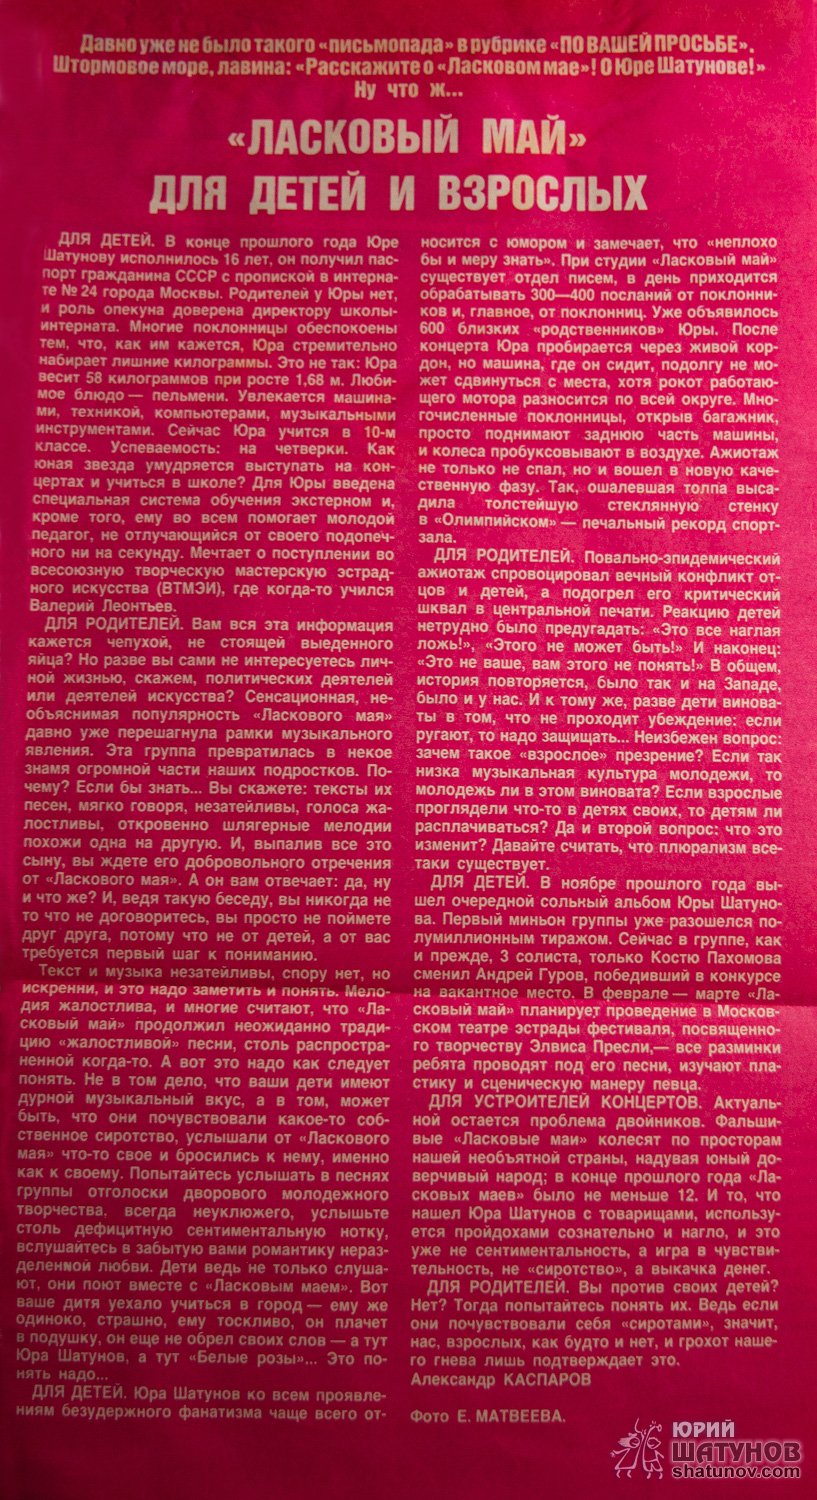 Давно уже не было такого «письмопада» в рубрике «ПО ВАШЕЙ ПРОСЬБЕ».
Штормовое море, лавина: «Расскажите о «Ласковом мае»! О Юре Шатунове!»
Ну что ж...
«ЛАСКОВЫЙ МАЙ»
ДЛЯ ДЕТЕЙ И ВЗРОСЛЫХ
ДЛЯ ДЕТЕЙ. В конце прошлого года Юре
Шатунову исполнилось 16 лет, он получил пас-
порт гражданина СССР с пропиской в интерна-
те № 24 города Москвы. Родителей у Юры нет,
и роль опекуна доверена директору школы-
интерната. Многие поклонницы обеспокоены
тем, что, как им кажется, Юра стремительно
набирает лишние килограммы. Это не так: Юра
весит 58 килограммов при росте 1,68 м. Люби-
мое блюдо — пельмени. Увлекается машина-
ми, техникой, компьютерами, музыкальными
инструментами. Сейчас Юра учится в 10-м
классе. Успеваемость: на четверки. Как
юная звезда умудряется выступать на кон-
цертах и учиться в школе? Для Юры введена
специальная система обучения экстерном и,
кроме того, ему во всем помогает молодой
педагог, не отлучающийся от своего подопеч-
ного ни на секунду. Мечтает о поступлении во
всесоюзную творческую мастерскую эстрад-
ного искусства (ВТМЭИ), где когда-то учился
Валерий Леонтьев.
ДЛЯ РОДИТЕЛЕЙ. Вам вся эта информация
кажется чепухой, не стоящей выеденного
яйца? Но разве вы сами не интересуетесь лич-
ной жизнью, скажем, политических деятелей
или деятелей искусства? Сенсационная, не-
объяснимая популярность «Ласкового мая»
давно уже перешагнула рамки музыкального
явления. Эта группа превратилась в некое
знамя огромной части наших подростков. По-
чему? Если бы знать... Вы скажете: тексты их
песен, мягко говоря, незатейливы, голоса жа-
лостливы, откровенно шлягерные мелодии
похожи одна на другую. И, выпалив все это
сыну, вы ждете его добровольного отречения
от «Ласкового мая». А он вам отвечает: да, ну
и что же? И, ведя такую беседу, вы никогда не
то что не договоритесь, вы просто не поймете
друг друга, потому что не от детей, а от вас
требуется первый шаг к пониманию.
Текст и музыка незатейливы, спору нет, но
искренни, и это надо заметить и понять. Мело-
дия жалостлива, и многие считают, что «Ла-
сковый май» продолжил неожиданно тради-
цию «жалостливой» песни, столь распростра-
ненной когда-то. А вот это надо как следует
понять. Не в том дело, что ваши дети имеют
дурной музыкальный вкус, а в том, может
быть, что они почувствовали какое-то соб-
ственное сиротство, услышали от «Ласкового
мая» что-то свое и бросились к нему, именно
как к своему. Попытайтесь услышать в песнях
группы отголоски дворового молодежного
творчества, всегда неуклюжего, услышьте
столь дефицитную сентиментальную нотку,
вслушайтесь в забытую вами романтику нераз-
деленной любви. Дети ведь не только слуша-
ют, они поют вместе с «Ласковым маем». Вот
ваше дитя уехало учиться в город — ему же
одиноко, страшно, ему тоскливо, он плачет
в подушку, он еще не обрел своих слов — а тут
Юра Шатунов, а тут «Белые розы»... Это по-
нять надо...
ДЛЯ ДЕТЕЙ. Юра Шатунов ко всем проявле-
ниям безудержного фанатизма чаще всего от-
носится с юмором и замечает, что «неплохо
бы и меру знать». При студии «Ласковый май»
существует отдел писем, в день приходится
обрабатывать 300—400 посланий от поклонни-
ков и, главное, от поклонниц. Уже объявилось
600 близких «родственников» Юры. После
концерта Юра пробирается через живой кор-
дон, но машина, где он сидит, подолгу не мо-
жет сдвинуться с места, хотя рокот работаю-
щего мотора разносится по всей округе. Мно-
гочисленные поклонницы, открыв багажник,
просто поднимают заднюю часть машины,
и колеса пробуксовывают в воздухе. Ажиотаж
не только не спал, но и вошел в новую каче-
ственную фазу. Так, ошалевшая толпа выса-
дила толстейшую стеклянную стенку
в «Олимпийском» — печальный рекорд спорт-
зала.
ДЛЯ РОДИТЕЛЕЙ. Повально-эпидемический
ажиотаж спровоцировал вечный конфликт от-
цов и детей, а подогрел его критический
шквал в центральной печати. Реакцию детей
нетрудно было предугадать: «Это все наглая
ложь!», «Этого не может быть!» И наконец:
«Это не ваше, вам этого не понять!» В общем,
история повторяется, было так и на Западе,
было и у нас. И к тому же, разве дети винова-
ты в том, что не проходит убеждение: если
ругают, то надо защищать... Неизбежен вопрос:
зачем такое «взрослое» презрение? Если так
низка музыкальная культура молодежи, то
молодежь ли в этом виновата? Если взрослые
проглядели что-то в детях своих, то детям ли
расплачиваться? Да и второй вопрос: что это
изменит? Давайте считать, что плюрализм все-
таки существует.
ДЛЯ ДЕТЕЙ. В ноябре прошлого года вы-
шел очередной сольный альбом Юры Шатуно-
ва. Первый миньон группы уже разошелся по-
лумиллионным тиражом. Сейчас в группе, как
и прежде, 3 солиста, только Костю Пахомова
сменил Андрей Гуров, победивший в конкурсе
на вакантное место. В феврале — марте «Ла-
сковый май» планирует проведение в Москов-
ском театре эстрады фестиваля, посвященно-
го творчеству Элвиса Пресли,— все разминки
ребята проводят под его песни, изучают пла-
стику и сценическую манеру певца.
ДЛЯ УСТРОИТЕЛЕЙ КОНЦЕРТОВ. Актуаль-
ной остается проблема двойников. Фальши-
вые «Ласковые маи» колесят по просторам
нашей необъятной страны, надувая юный до-
верчивый народ; в конце прошлого года «Ла-
сковых маев» было не меньше 12. И то, что
нашел Юра Шатунов с товарищами, использу-
ется пройдохами сознательно и нагло, и это
уже не сентиментальность, а игра в чувстви-
тельность, не «сиротство», а выкачка денег.
ДЛЯ РОДИТЕЛЕЙ. Вы против своих детей?
Нет? Тогда попытайтесь понять их. Ведь если
они почувствовали себя «сиротами», значит,
нас, взрослых, как будто и нет, и грохот наше-
го гнева лишь подтверждает это.
Александр КАСПАРОВ
Фото Е. МАТВЕЕВА.
ЮРИЙ
ШАТУНОВ
shatunov.com